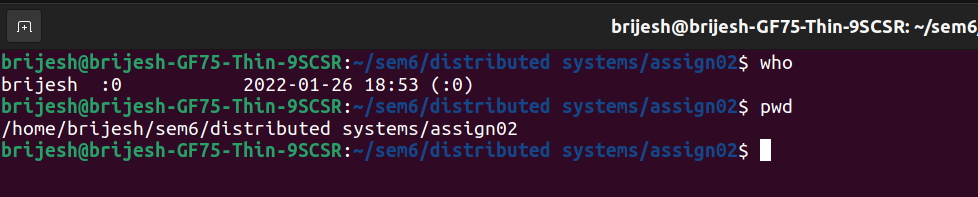 brijesh@brijesh-GF75-Thin-9SCSR: ~/sem6/
brijesh@brijesh-GF75-Thin-9SCSR:~/sem6/distributed systems/assign02$ who
brijesh  :0           2022-01-26 18:53 (:0)
brijesh@brijesh-GF75-Thin-9SCSR:~/sem6/distributed systems/assign02$ pwd
/home/brijesh/sem6/distributed systems/assign02
brijesh@brijesh-GF75-Thin-9SCSR:~/sem6/distributed systems/assign02$